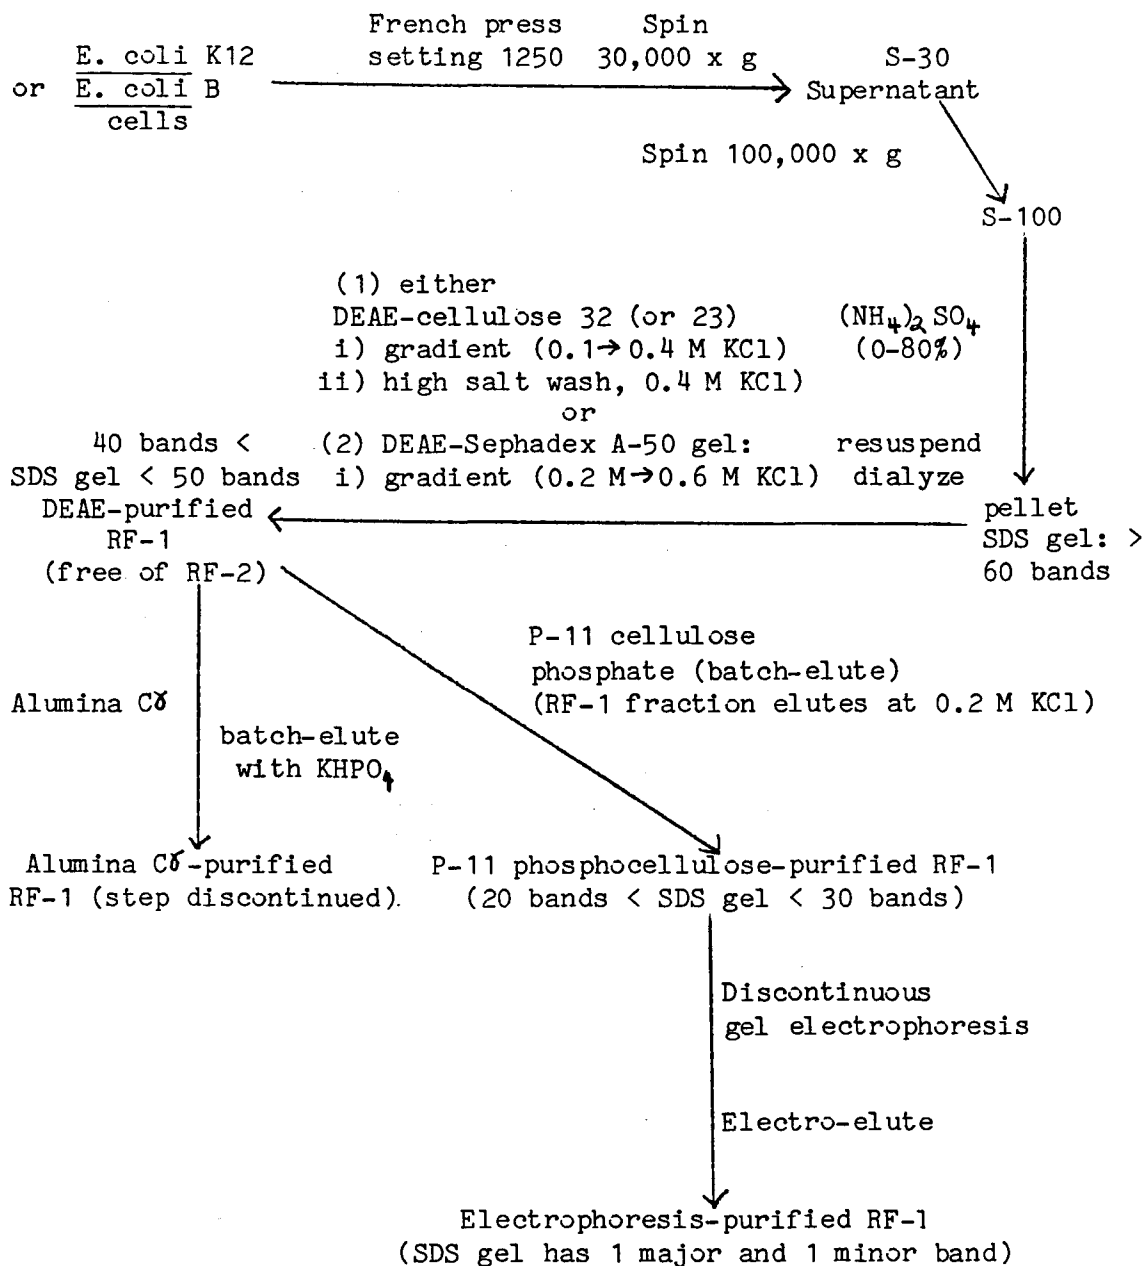 French press Spin
E. coli K12 setting 1250 30,000 x g S-30
or E. coli B Supernatant
cells
Spin 100,000 x g
S-100
(1) either
DEAE-cellulose 32 (or 23) (NH₄)₂SO₄
i) gradient (0.1→0.4 M KCl) (0-80%)
ii) high salt wash, 0.4 M KCl)
or
40 bands < (2) DEAE-Sephadex A-50 gel: resuspend
SDS gel < 50 bands i) gradient (0.2 M→0.6 M KCl) dialyze
DEAE-purified pellet
RF-1 SDS gel: >
(free of RF-2) 60 bands
P-11 cellulose
phosphate (batch-elute)
Alumina Cɤ (RF-1 fraction elutes at 0.2 M KCl)
batch-elute
with KHPO₄
Alumina Cɤ-purified P-11 phosphocellulose-purified RF-1
RF-1 (step discontinued). (20 bands < SDS gel < 30 bands)
Discontinuous
gel electrophoresis
Electro-elute
Electrophoresis-purified RF-1
(SDS gel has 1 major and 1 minor band)